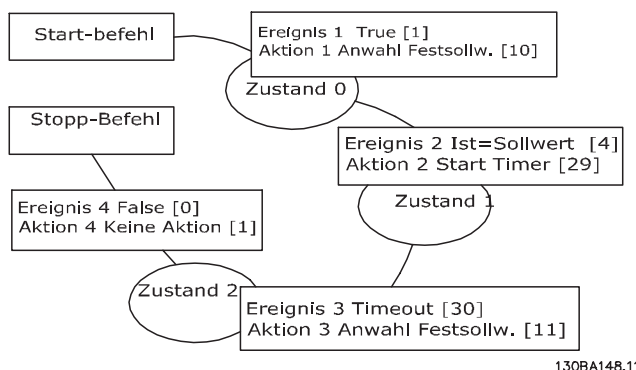 Start-befehl
Ereignis 1 True [1]
Aktion 1 Anwahl Festsollw. [10]
Zustand 0
Stopp-Befehl
Ereignis 2 Ist=Sollwert [4]
Aktion 2 Start Timer [29]
Zustand 1
Ereignis 4 False [0]
Aktion 4 Keine Aktion [1]
Zustand 2
Ereignis 3 Timeout [30]
Aktion 3 Anwahl Festsollw. [11]
130BA148.11